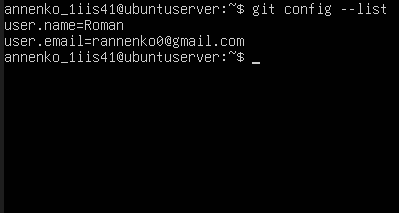 annenko_1iis41@ubuntuserver:~$ git config --list
user.name=Roman
user.email=rannenko0@gmail.com
annenko_1iis41@ubuntuserver:~$ _